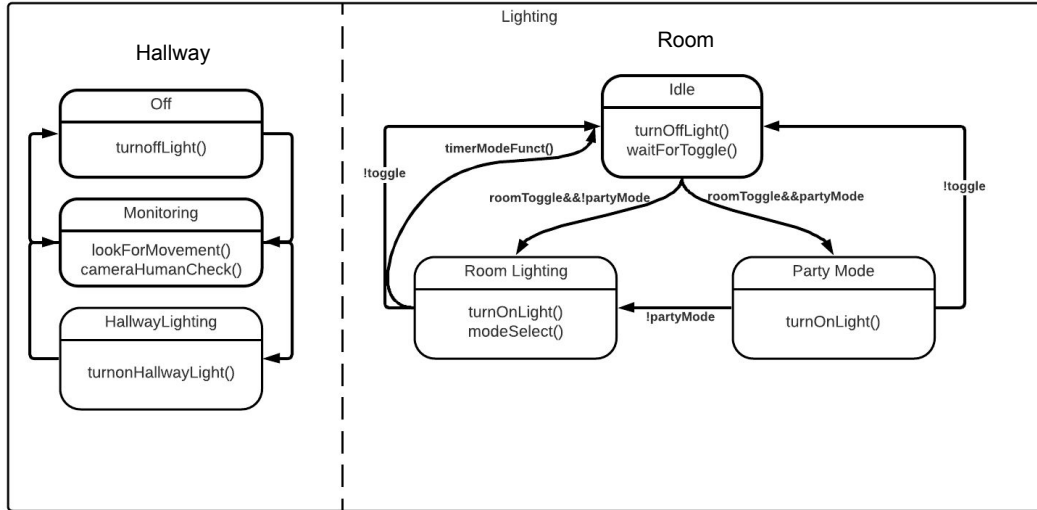 Lighting
Hallway
Off
turnoffLight()
Monitoring
lookForMovement()
cameraHumanCheck()
HallwayLighting
turnonHallwayLight()
Room
Idle
turnOffLight()
waitForToggle()
timerModeFunct()
!toggle
!toggle
roomToggle&&!partyMode
roomToggle&&partyMode
Room Lighting
turnOnLight()
modeSelect()
!partyMode
Party Mode
turnOnLight()